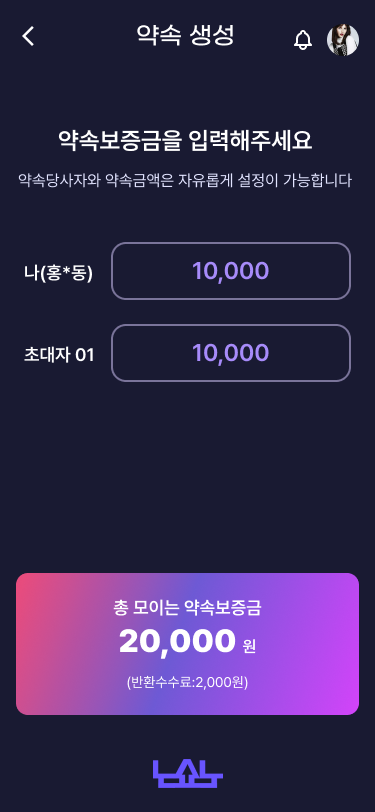 약속 생성
약속보증금을 입력해주세요
약속당사자와 약속금액은 자유롭게 설정이 가능합니다
나(홍*동) 10,000
초대자 01 10,000
총 모이는 약속보증금
20,000 원
(반환수수료:2,000원)